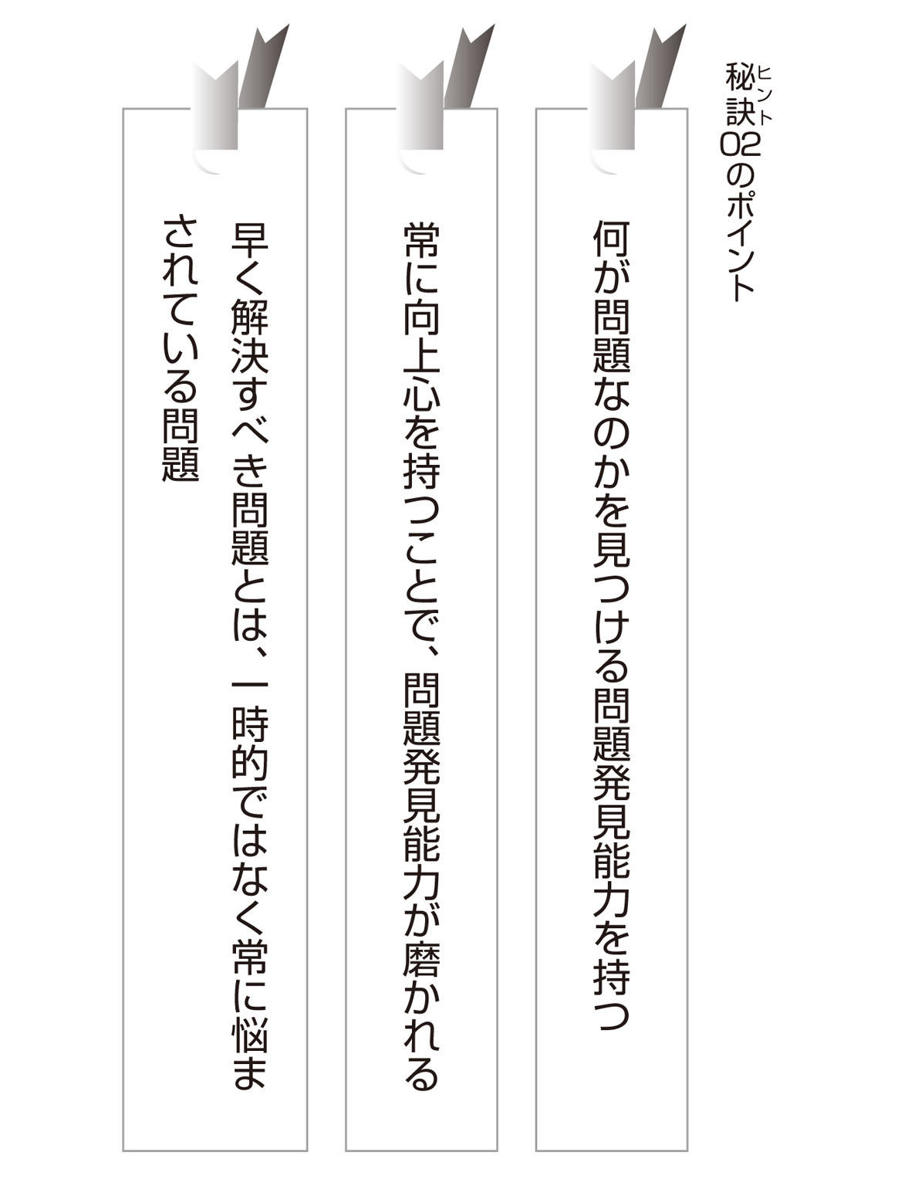 秘訣02のポイント
ヒント
何が問題なのかを見つける問題発見能力を持つ
常に向上心を持つことで、問題発見能力が磨かれる
早く解決すべき問題とは、一時的ではなく常に悩ま
されている問題